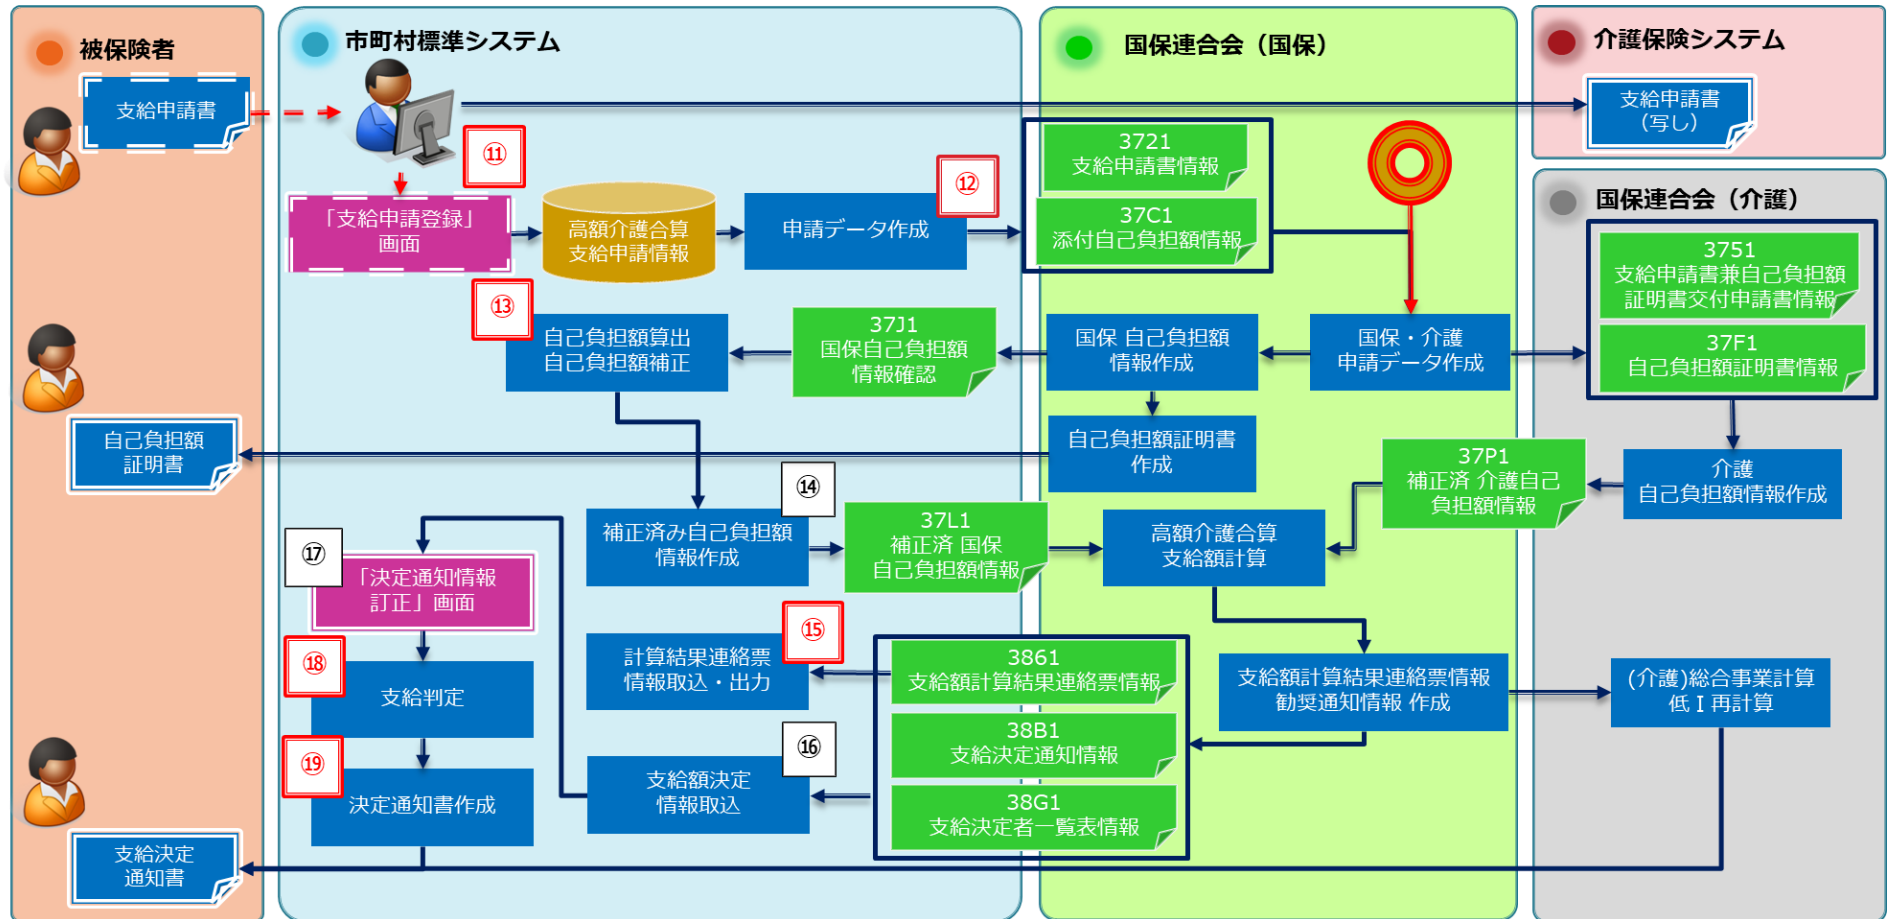 被保険者
支給申請書
自己負担額
証明書
支給決定
通知書
市町村標準システム
⑪
「支給申請登録」
画面
高額介護合算
支給申請情報
⑫
申請データ作成
⑬
自己負担額算出
自己負担額補正
37J1
国保自己負担額
情報確認
⑭
補正済み自己負担額
情報作成
37L1
補正済 国保
自己負担額情報
⑮
計算結果連絡票
情報取込・出力
⑯
支給額決定
情報取込
⑰
「決定通知情報
訂正」画面
⑱
支給判定
⑲
決定通知書作成
国保連合会（国保）
3721
支給申請書情報
37C1
添付自己負担額情報
国保・介護
申請データ作成
国保 自己負担額
情報作成
自己負担額証明書
作成
37P1
補正済 介護自己
負担額情報
高額介護合算
支給額計算
支給額計算結果連絡票情報
勧奨通知情報 作成
3861
支給額計算結果連絡票情報
38B1
支給決定通知情報
38G1
支給決定者一覧表情報
介護保険システム
支給申請書
（写し）
国保連合会（介護）
3751
支給申請書兼自己負担額
証明書交付申請書情報
37F1
自己負担額証明書情報
介護
自己負担額情報作成
(介護)総合事業計算
低Ⅰ再計算